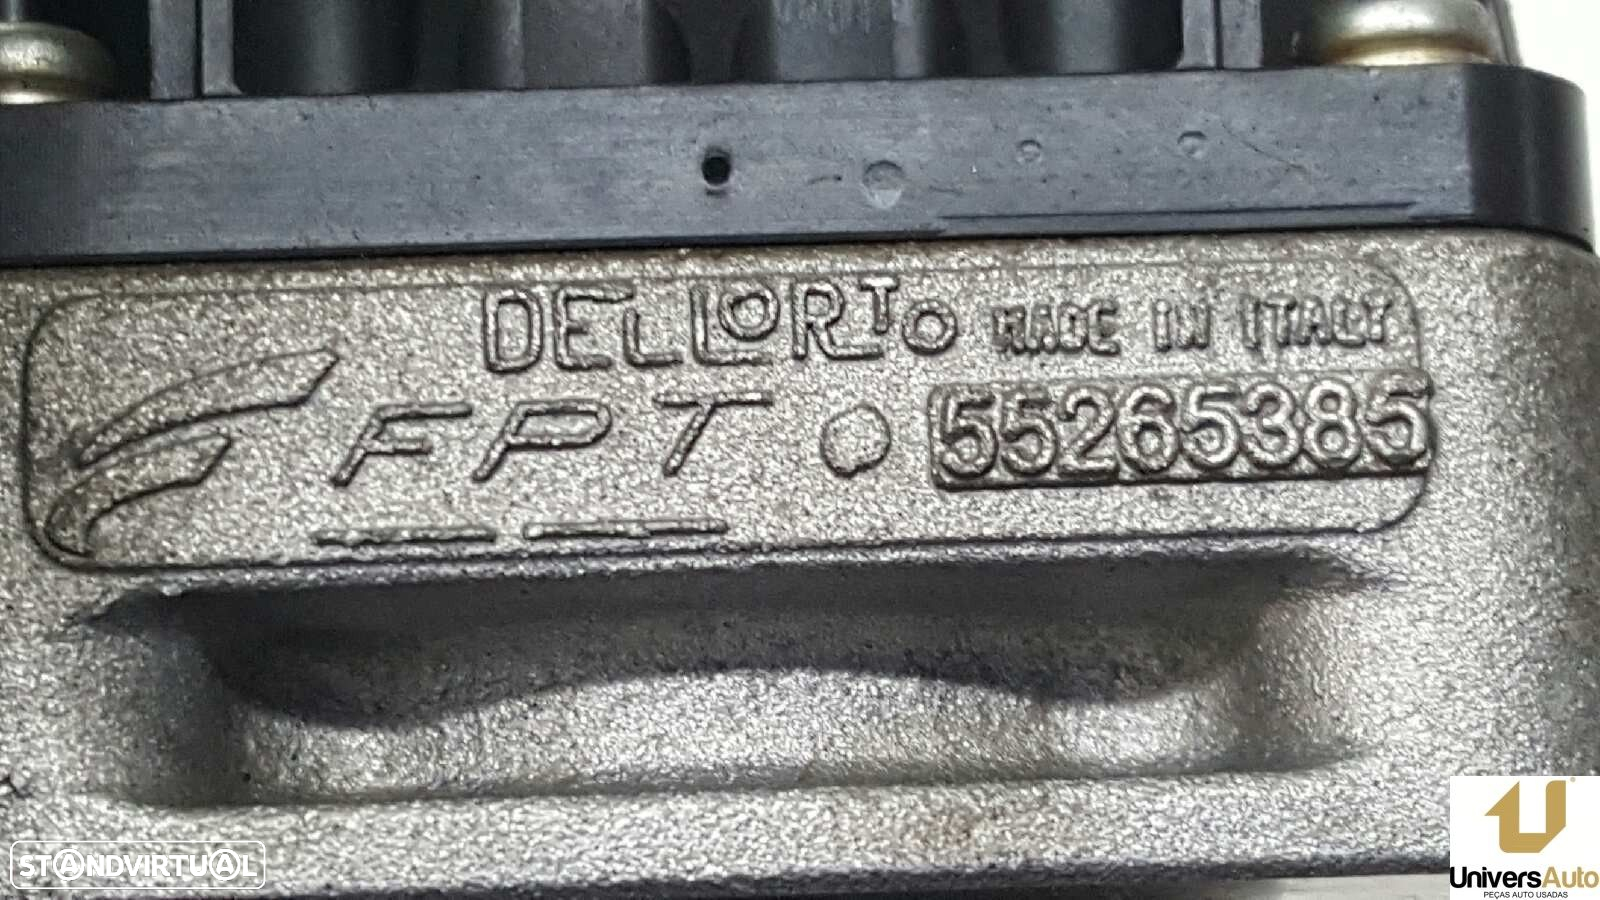 DELLORTO MADE IN ITALY
FPT 55265385
STANDVIRTUAL
UniversAuto
PEÇAS AUTO USADAS